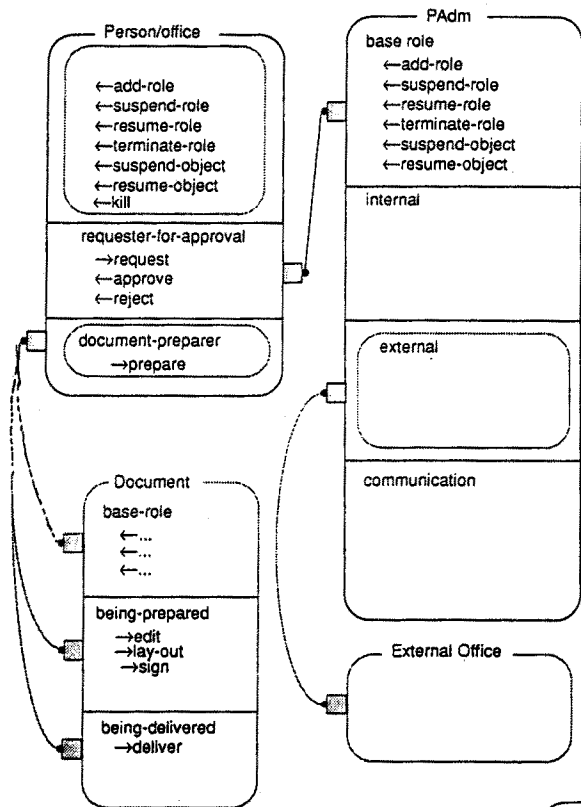 Person/office
←add-role
←suspend-role
←resume-role
←terminate-role
←suspend-object
←resume-object
←kill
requester-for-approval
→request
←approve
←reject
document-preparer
→prepare
PAdm
base role
←add-role
←suspend-role
←resume-role
←terminate-role
←suspend-object
←resume-object
internal
external
communication
Document
base-role
←...
←...
←...
being-prepared
→edit
→lay-out
→sign
being-delivered
→deliver
External Office